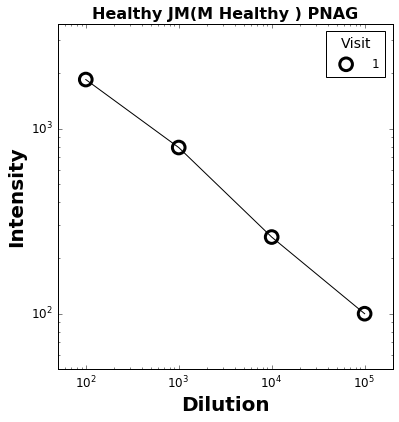 Healthy JM(M Healthy ) PNAG
Visit
1
Intensity
10³
10²
10²
10³
10⁴
10⁵
Dilution